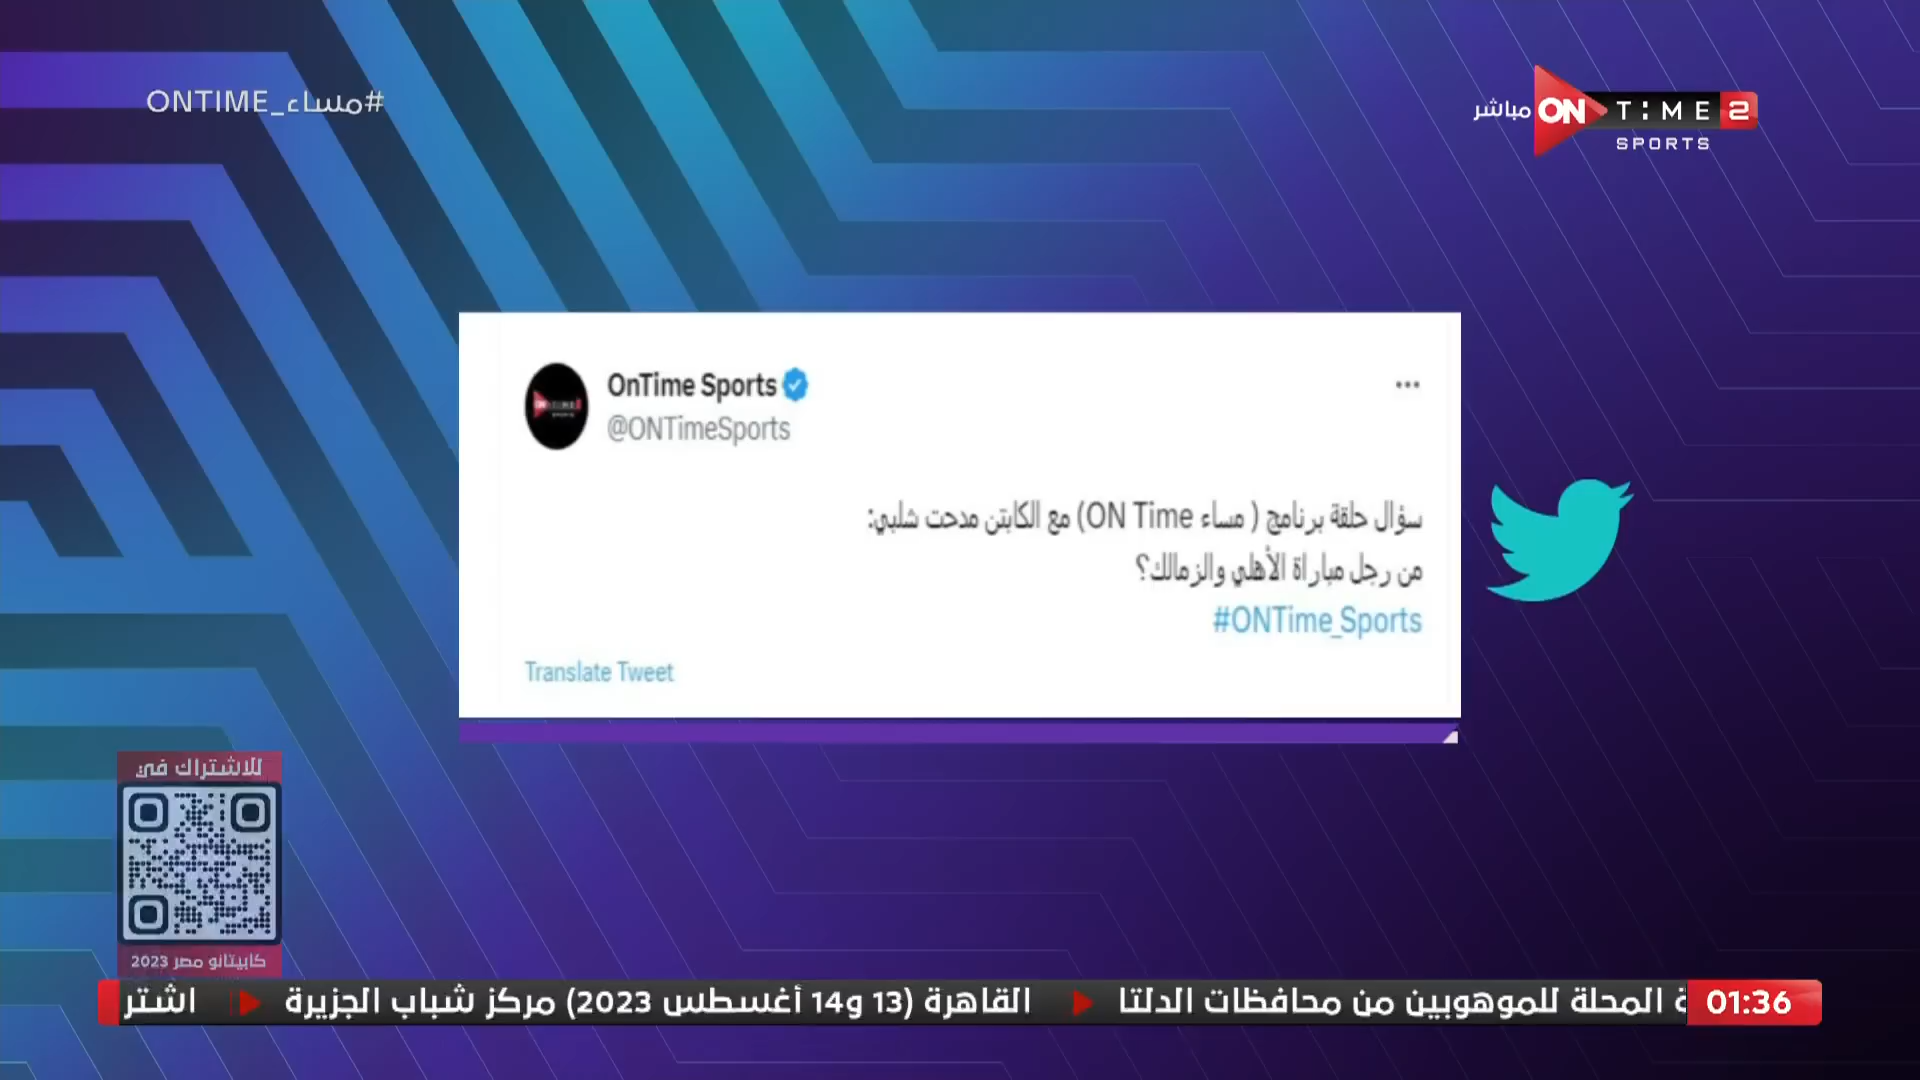 #مساء_ONTIME
مباشر
ON TIME 2
SPORTS
OnTime Sports
@ONTimeSports
سؤال حلقة برنامج ( مساء ON Time) مع الكابتن مدحت شلبي:
من رجل مباراة الأهلي والزمالك؟
#ONTime_Sports
Translate Tweet
للاشتراك في
كابيتانو مصر 2023
01:36
ة المحلة للموهوبين من محافظات الدلتا
القاهرة (13 و14 أغسطس 2023) مركز شباب الجزيرة
اشتر